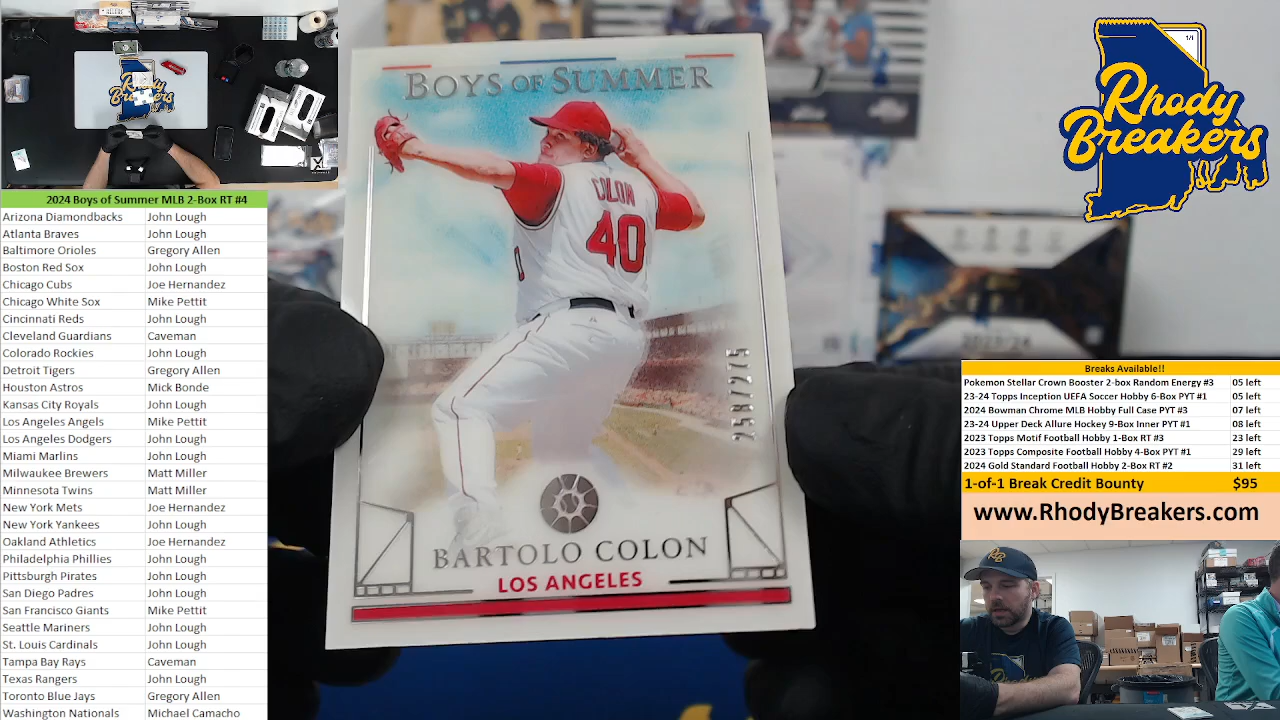 2024 Boys of Summer MLB 2-Box RT #4
Arizona Diamondbacks John Lough
Atlanta Braves John Lough
Baltimore Orioles Gregory Allen
Boston Red Sox John Lough
Chicago Cubs Joe Hernandez
Chicago White Sox Mike Pettit
Cincinnati Reds John Lough
Cleveland Guardians Caveman
Colorado Rockies John Lough
Detroit Tigers Gregory Allen
Houston Astros Mick Bonde
Kansas City Royals John Lough
Los Angeles Angels Mike Pettit
Los Angeles Dodgers John Lough
Miami Marlins John Lough
Milwaukee Brewers Matt Miller
Minnesota Twins Matt Miller
New York Mets Joe Hernandez
New York Yankees John Lough
Oakland Athletics Joe Hernandez
Philadelphia Phillies John Lough
Pittsburgh Pirates John Lough
San Diego Padres John Lough
San Francisco Giants Mike Pettit
Seattle Mariners John Lough
St. Louis Cardinals John Lough
Tampa Bay Rays Caveman
Texas Rangers John Lough
Toronto Blue Jays Gregory Allen
Washington Nationals Michael Camacho
BOYS OF SUMMER
COLON
40
258/275
BARTOLO COLON
LOS ANGELES
1/1
Rhody
Breakers
Breaks Available!!
Pokemon Stellar Crown Booster 2-box Random Energy #3 05 left
23-24 Topps Inception UEFA Soccer Hobby 6-Box PYT #1 05 left
2024 Bowman Chrome MLB Hobby Full Case PYT #3 07 left
23-24 Upper Deck Allure Hockey 9-Box Inner PYT #1 08 left
2023 Topps Motif Football Hobby 1-Box RT #3 23 left
2023 Topps Composite Football Hobby 4-Box PYT #1 29 left
2024 Gold Standard Football Hobby 2-Box RT #2 31 left
1-of-1 Break Credit Bounty $95
www.RhodyBreakers.com
Rhody
Breakers
RB